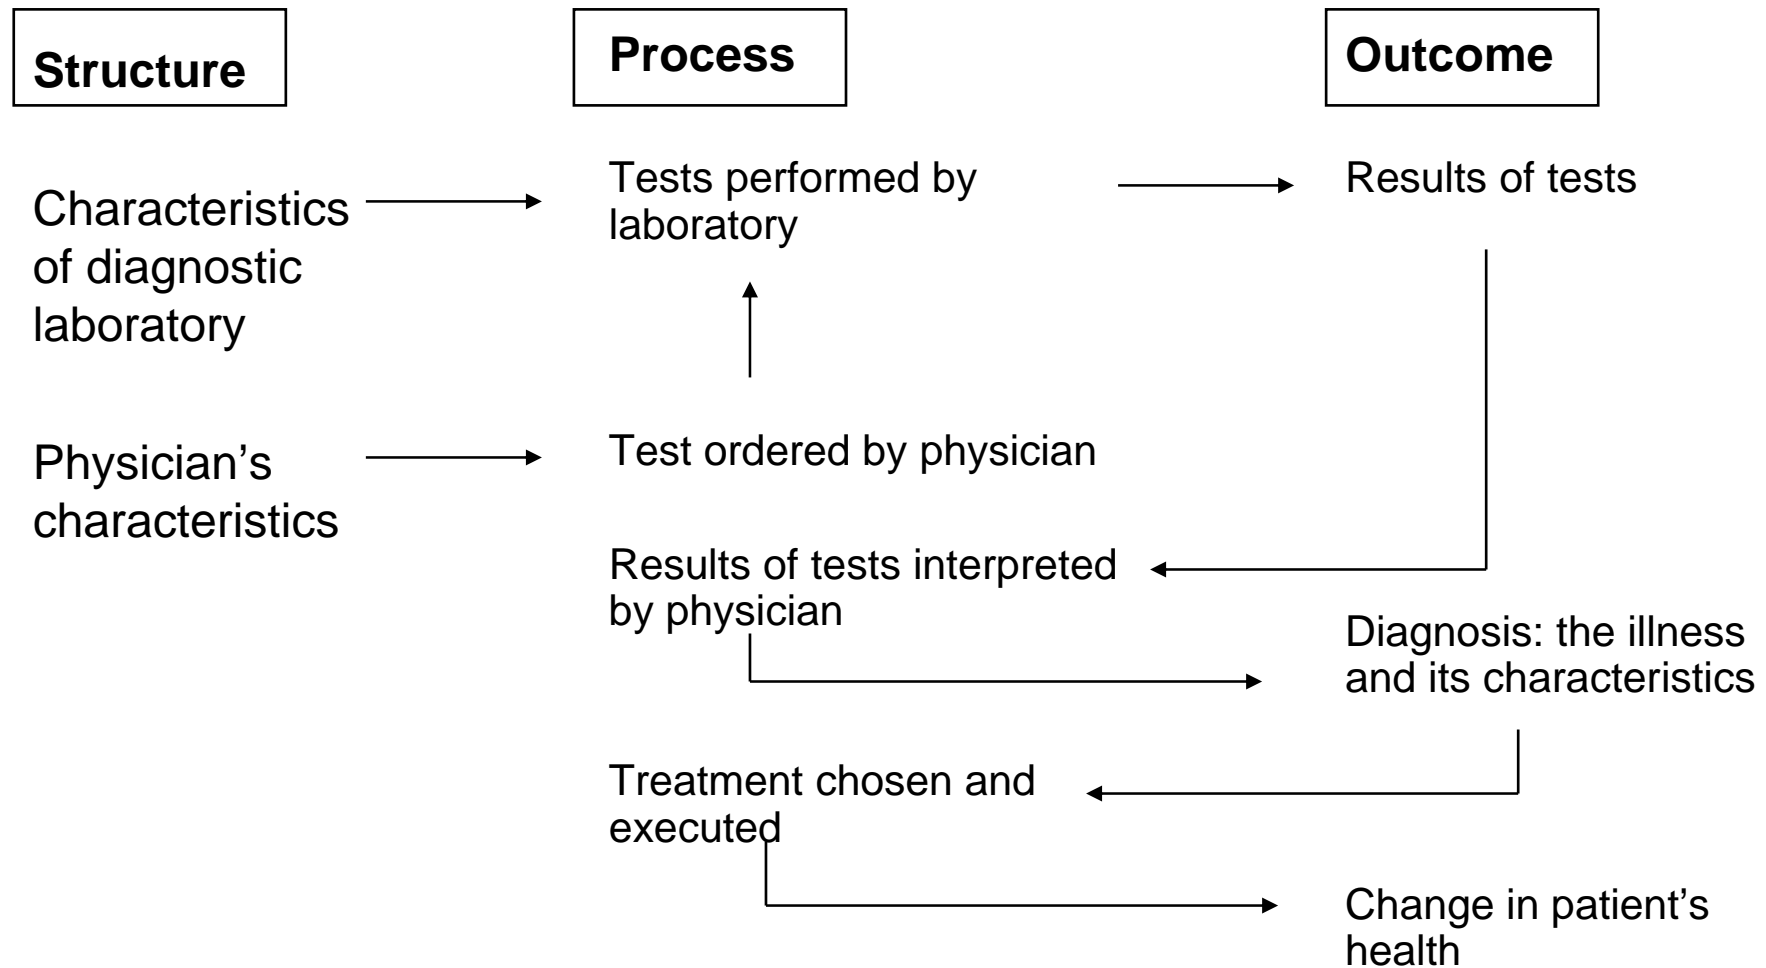 Structure
Process
Outcome
Characteristics
of diagnostic
laboratory
Tests performed by
laboratory
Results of tests
Physician’s
characteristics
Test ordered by physician
Results of tests interpreted
by physician
Diagnosis: the illness
and its characteristics
Treatment chosen and
executed
Change in patient’s
health